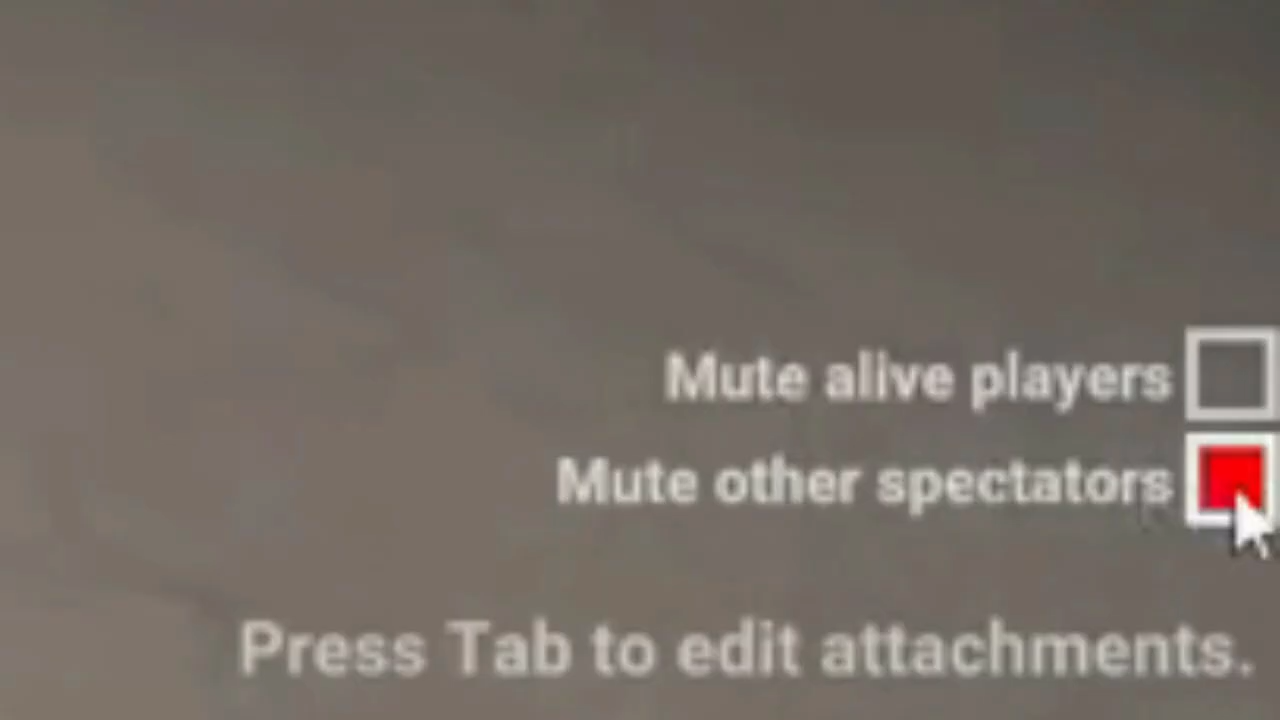 Mute alive players
Mute other spectators
Press Tab to edit attachments.